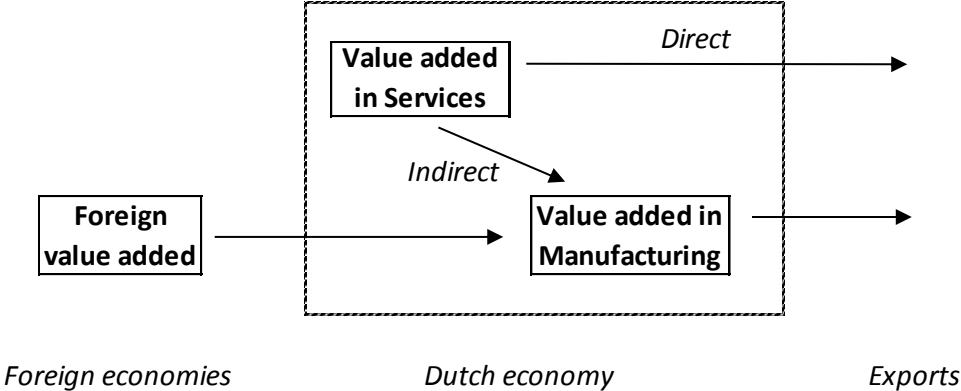 Direct
Value added
in Services
Indirect
Foreign
value added
Value added in
Manufacturing
Foreign economies
Dutch economy
Exports